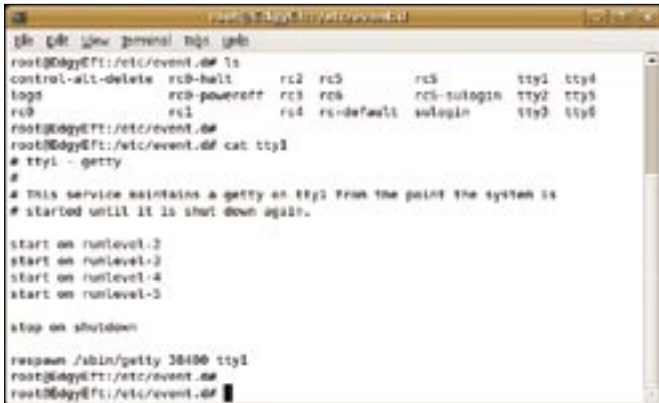 root@EdgyEft: /etc/event.d
File Edit View Terminal Tabs Help
root@EdgyEft:/etc/event.d# ls
control-alt-delete rc0-halt rc2 rc5 rcS tty1 tty4
logd rc0-poweroff rc3 rc6 rcS-sulogin tty2 tty5
rc0 rc1 rc4 rc-default sulogin tty3 tty6
root@EdgyEft:/etc/event.d#
root@EdgyEft:/etc/event.d# cat tty1
# tty1 - getty
#
# This service maintains a getty on tty1 from the point the system is
# started until it is shut down again.
start on runlevel-2
start on runlevel-3
start on runlevel-4
start on runlevel-5
stop on shutdown
respawn /sbin/getty 38400 tty1
root@EdgyEft:/etc/event.d#
root@EdgyEft:/etc/event.d#